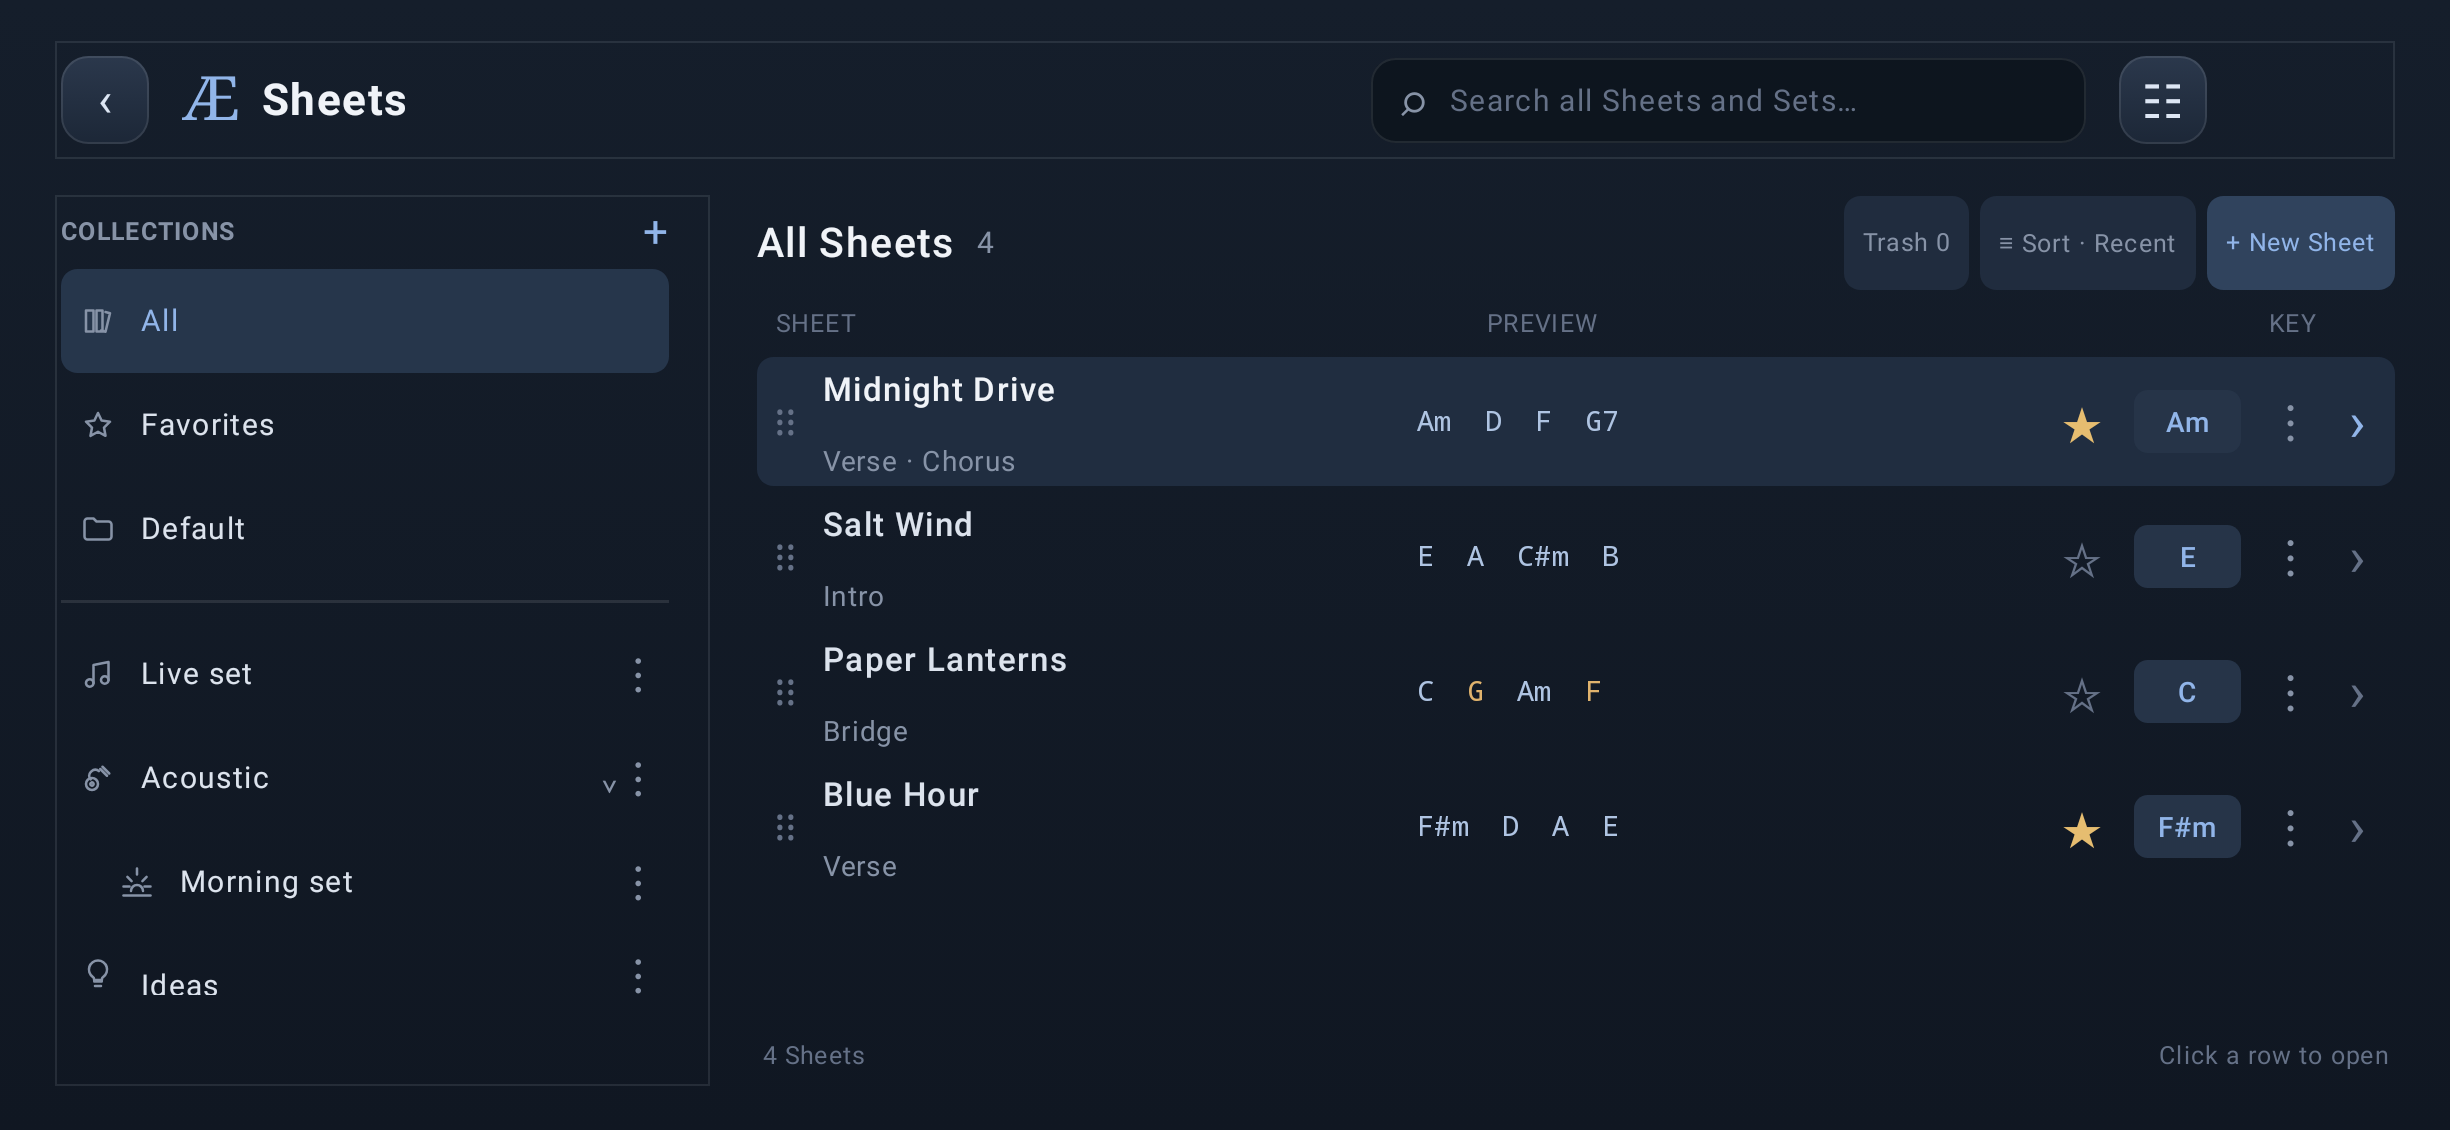 ‹ Æ Sheets
Search all Sheets and Sets…
COLLECTIONS +
All
Favorites
Default
Live set
Acoustic
Morning set
Ideas
All Sheets 4
Trash 0
≡ Sort · Recent
+ New Sheet
SHEET PREVIEW KEY
Midnight Drive
Verse · Chorus
Am D F G7
Am
Salt Wind
Intro
E A C#m B
E
Paper Lanterns
Bridge
C G Am F
C
Blue Hour
Verse
F#m D A E
F#m
4 Sheets
Click a row to open